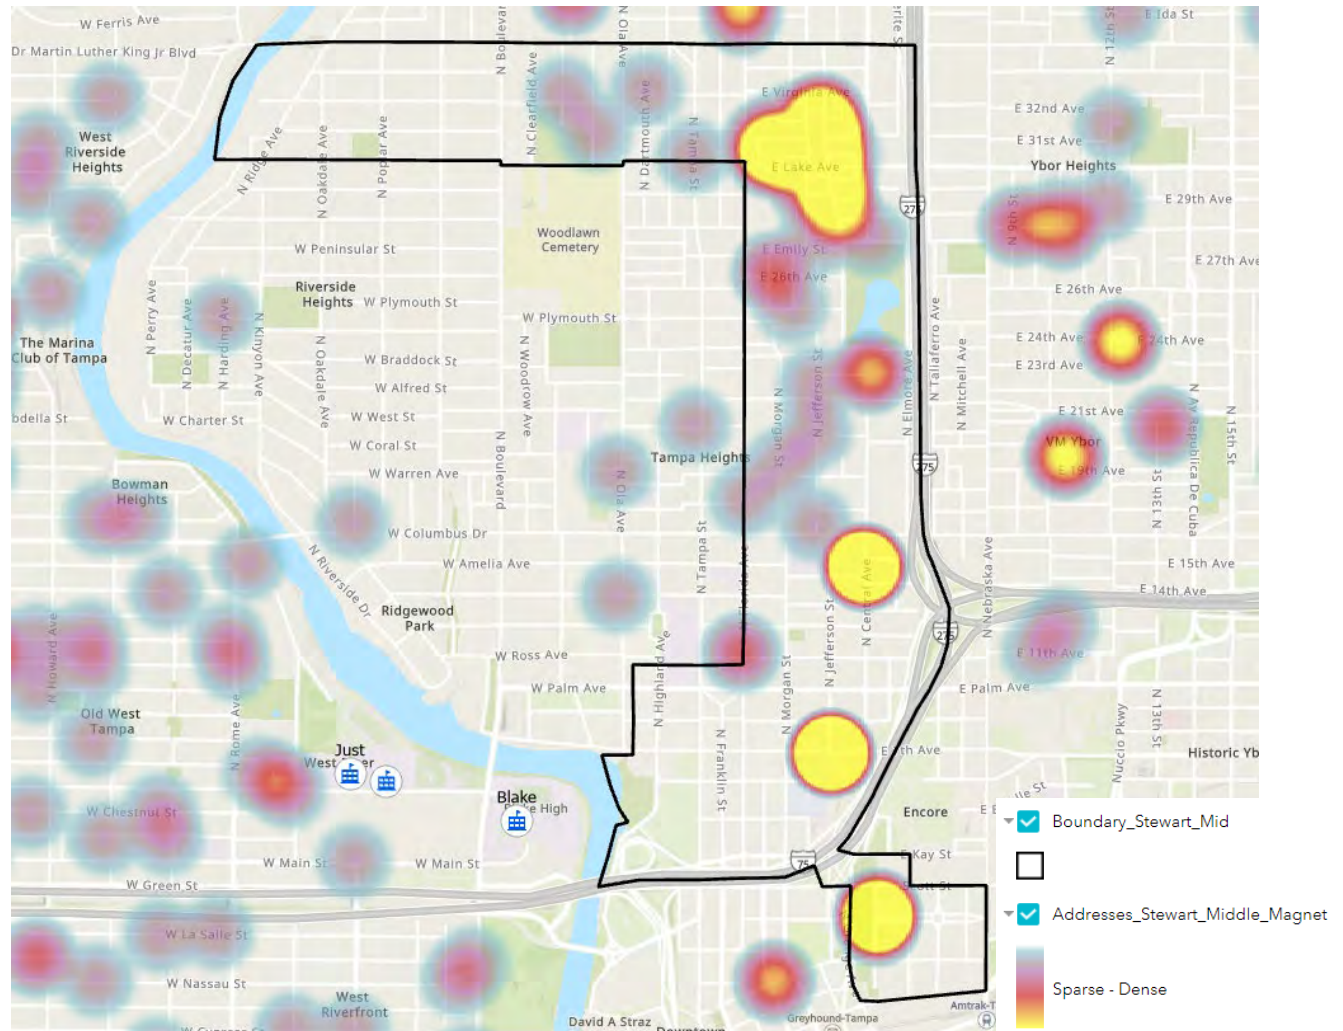 W Ferris Ave
Dr Martin Luther King Jr Blvd
N Ola Ave
E Ida St
N 12th St
N Clearfield Ave
E Virginia Ave
E 32nd Ave
E 31st Ave
West
Riverside
Heights
N Ridge Ave
N Oakdale Ave
N Poplar Ave
N Dartmouth Ave
N Tampa St
E Lake Ave
Ybor Heights
E 29th Ave
N 9th St
275
Woodlawn
Cemetery
W Peninsular St
E Emily St
E 26th Ave
E 27th Ave
E 26th Ave
Riverside
Heights
W Plymouth St
W Plymouth St
N Perry Ave
N Decatur Ave
N Harding Ave
N Kinyon Ave
N Oakdale Ave
The Marina
Club of Tampa
W Braddock St
W Alfred St
N Woodrow Ave
N Jefferson St
N Elmore Ave
N Taliaferro Ave
N Mitchell Ave
E 24th Ave
E 24th Ave
E 23rd Ave
W Charter St
W West St
W Coral St
W Warren Ave
N Boulevard
N Morgan St
E 21st Ave
VM Ybor
E 19th Ave
N 13th St
N Av Republica De Cuba
N 15th St
Tampa Heights
N Ola Ave
275
Bowman
Heights
W Columbus Dr
W Amelia Ave
N Riverside Dr
N Tampa St
N Central Ave
N Jefferson St
N Nebraska Ave
E 15th Ave
E 14th Ave
275
E 11th Ave
Ridgewood
Park
W Ross Ave
W Palm Ave
N Highland Ave
N Morgan St
E Palm Ave
N Howard Ave
Old West
Tampa
N Rome Ave
N Franklin St
Nuccio Pkwy
N 13th St
Historic Yb
Just
Blake
W Chestnut St
Encore
W Main St
W Main St
W Green St
75
E Kay St
Scott St
W La Salle St
W Nassau St
West
Riverfront
David A Straz
Greyhound-Tampa
Amtrak-T
Boundary_Stewart_Mid
Addresses_Stewart_Middle_Magnet
Sparse - Dense